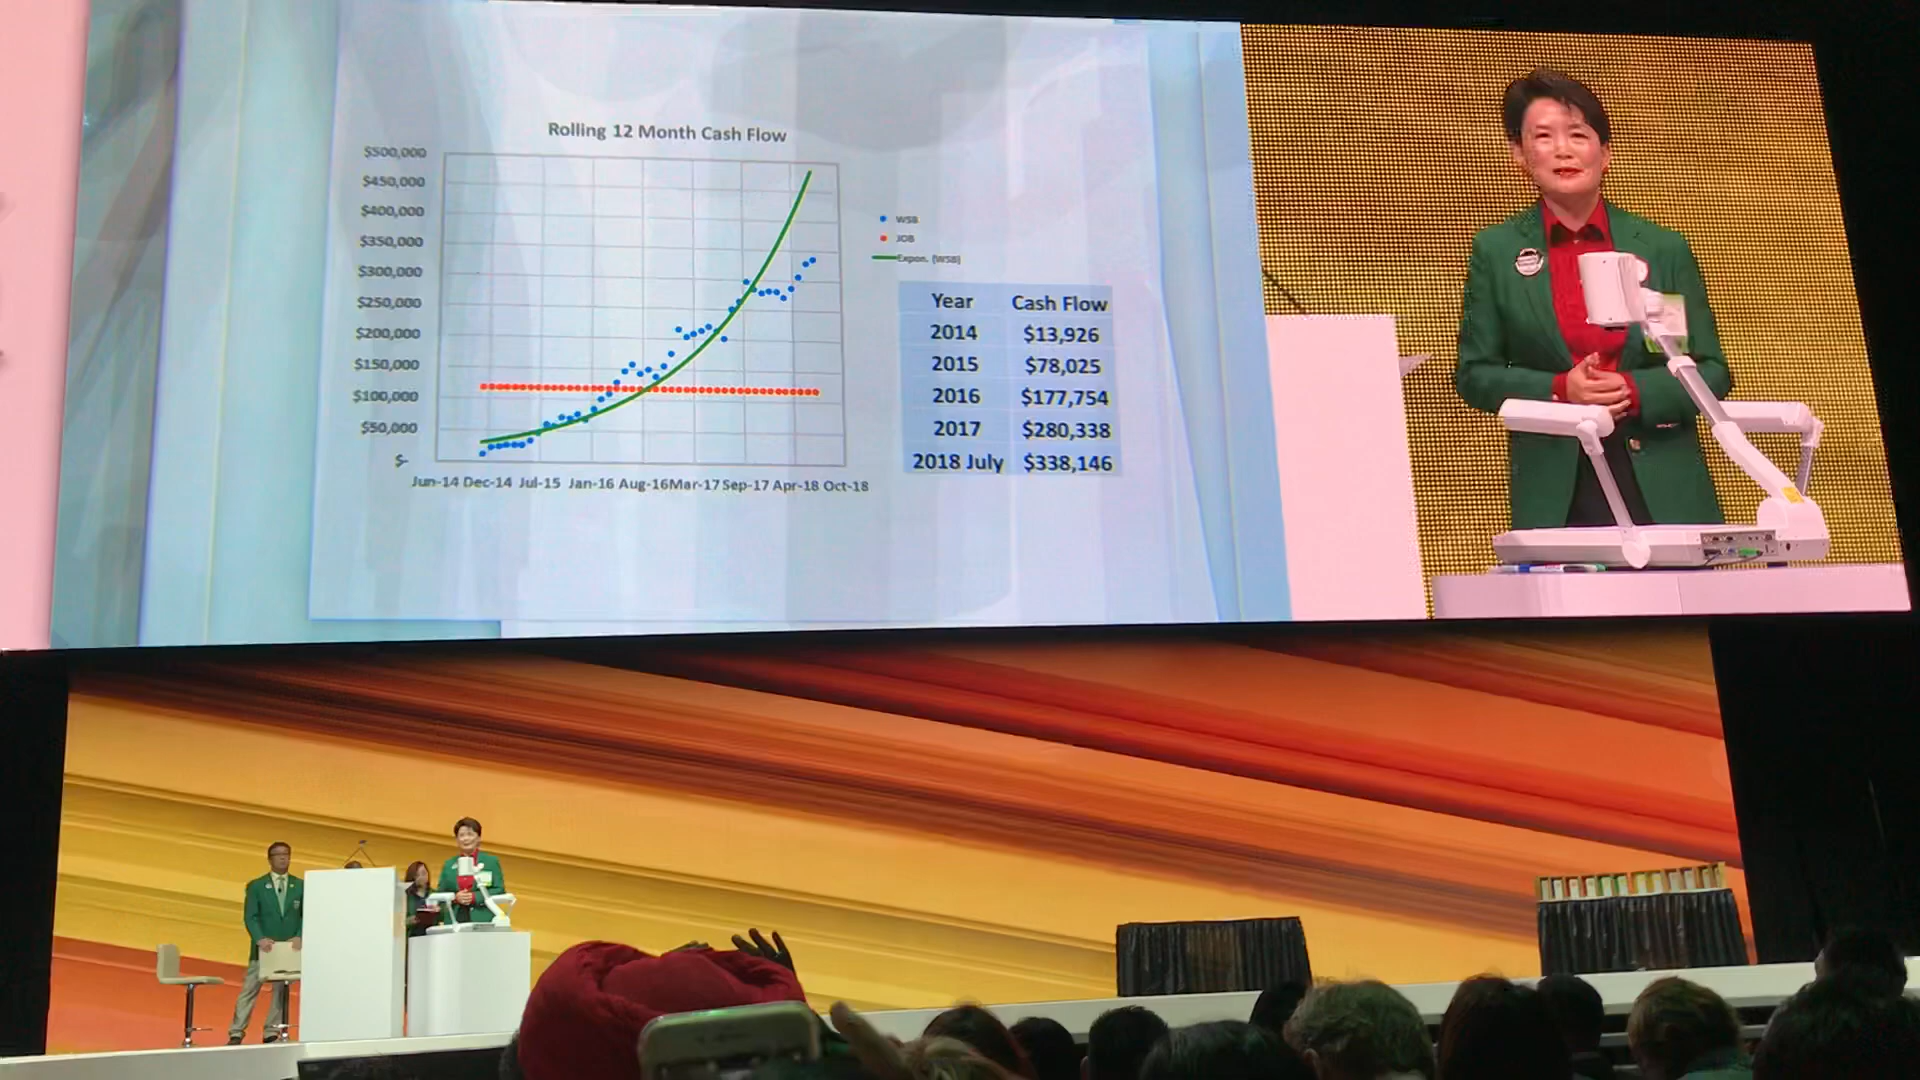 Rolling 12 Month Cash Flow
$500,000
$450,000
$400,000
$350,000
$300,000
$250,000
$200,000
$150,000
$100,000
$50,000
$-
Jun-14 Dec-14 Jul-15 Jan-16 Aug-16 Mar-17 Sep-17 Apr-18 Oct-18
WSB
JOB
Expon. (WSB)
Year Cash Flow
2014 $13,926
2015 $78,025
2016 $177,754
2017 $280,338
2018 July $338,146